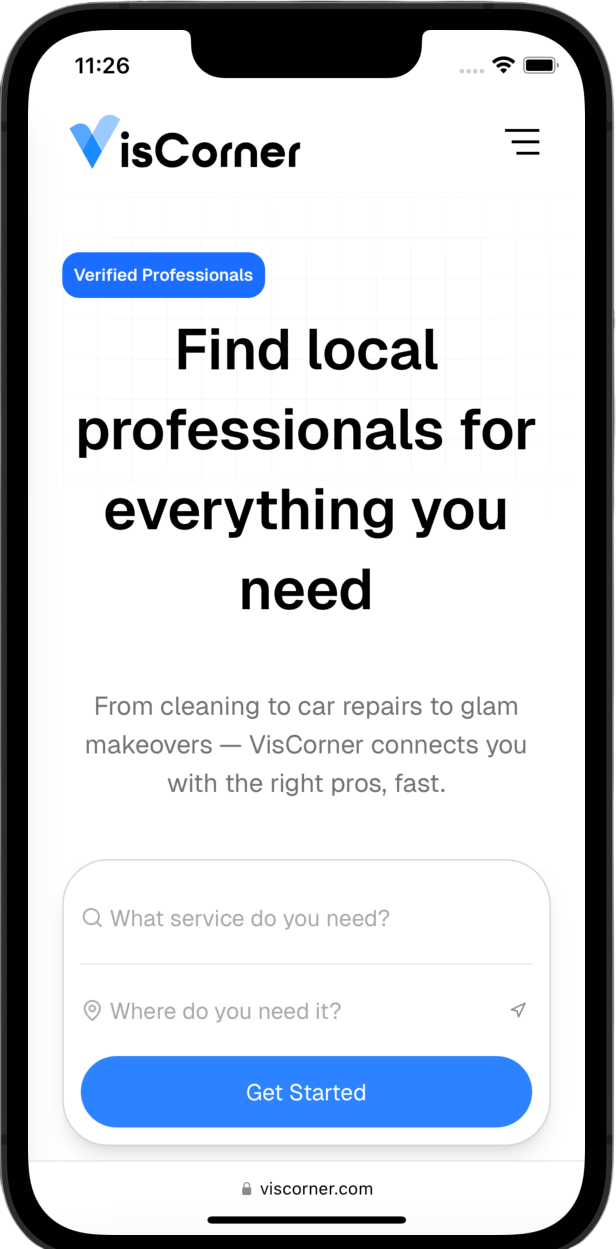 11:26
VisCorner
Verified Professionals
Find local
professionals for
everything you
need
From cleaning to car repairs to glam
makeovers — VisCorner connects you
with the right pros, fast.
What service do you need?
Where do you need it?
Get Started
viscorner.com